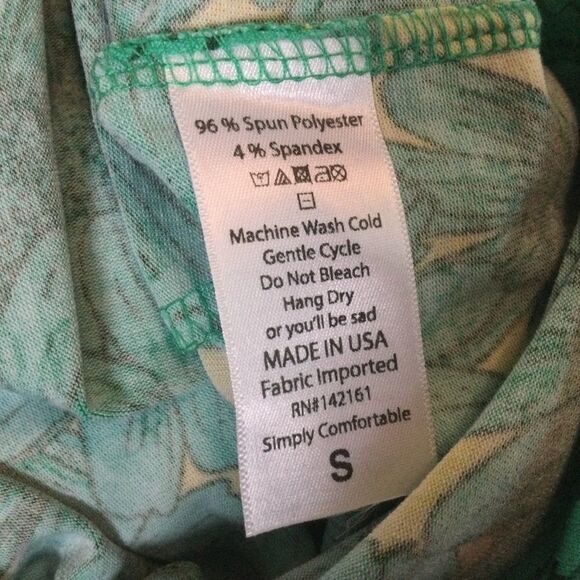 96 % Spun Polyester
4 % Spandex
Machine Wash Cold
Gentle Cycle
Do Not Bleach
Hang Dry
or you'll be sad
MADE IN USA
Fabric Imported
RN#142161
Simply Comfortable
S